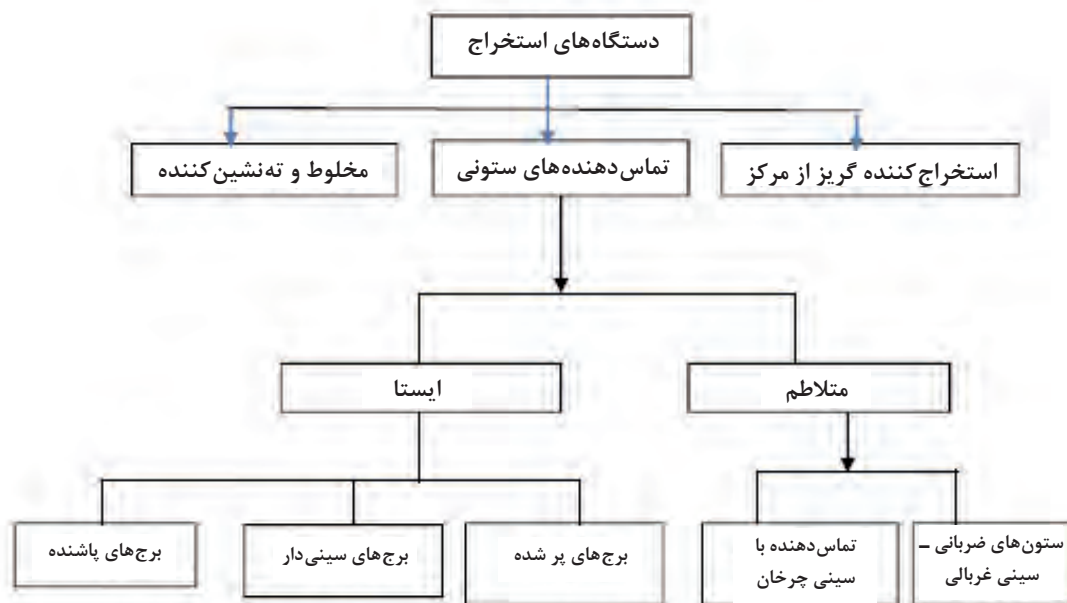 دستگاه‌های استخراج
استخراج‌کننده گریز از مرکز
تماس‌دهنده‌های ستونی
مخلوط و ته‌نشین‌کننده
متلاطم
ایستا
ستون‌های ضربانی –
سینی غربالی
تماس‌دهنده با
سینی چرخان
برج‌های پر شده
برج‌های سینی‌دار
برج‌های پاشنده